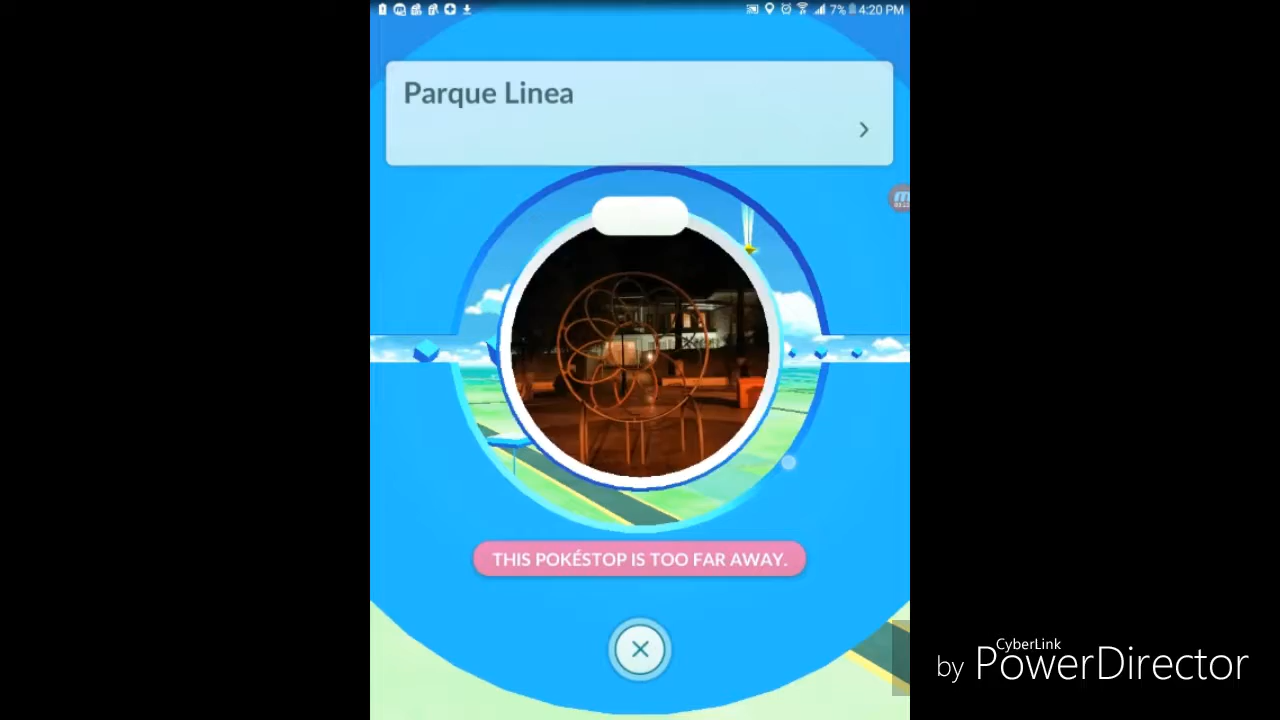 7% 4:20 PM
Parque Linea
THIS POKÉSTOP IS TOO FAR AWAY.
CyberLink
by PowerDirector